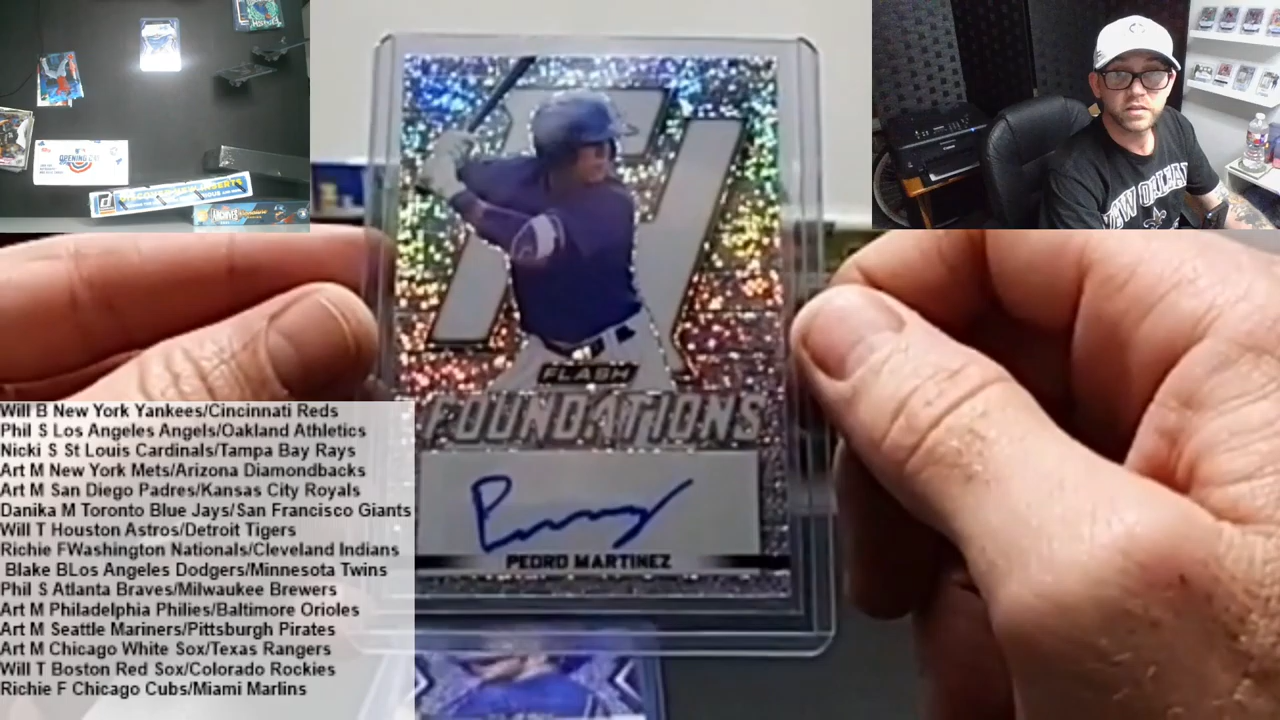 OPENING DAY
ARCHIVES
NEW ORLEANS
FLASH
FOUNDATIONS
PEDRO MARTINEZ
Will B New York Yankees/Cincinnati Reds
Phil S Los Angeles Angels/Oakland Athletics
Nicki S St Louis Cardinals/Tampa Bay Rays
Art M New York Mets/Arizona Diamondbacks
Art M San Diego Padres/Kansas City Royals
Danika M Toronto Blue Jays/San Francisco Giants
Will T Houston Astros/Detroit Tigers
Richie FWashington Nationals/Cleveland Indians
Blake BLos Angeles Dodgers/Minnesota Twins
Phil S Atlanta Braves/Milwaukee Brewers
Art M Philadelphia Philies/Baltimore Orioles
Art M Seattle Mariners/Pittsburgh Pirates
Art M Chicago White Sox/Texas Rangers
Will T Boston Red Sox/Colorado Rockies
Richie F Chicago Cubs/Miami Marlins